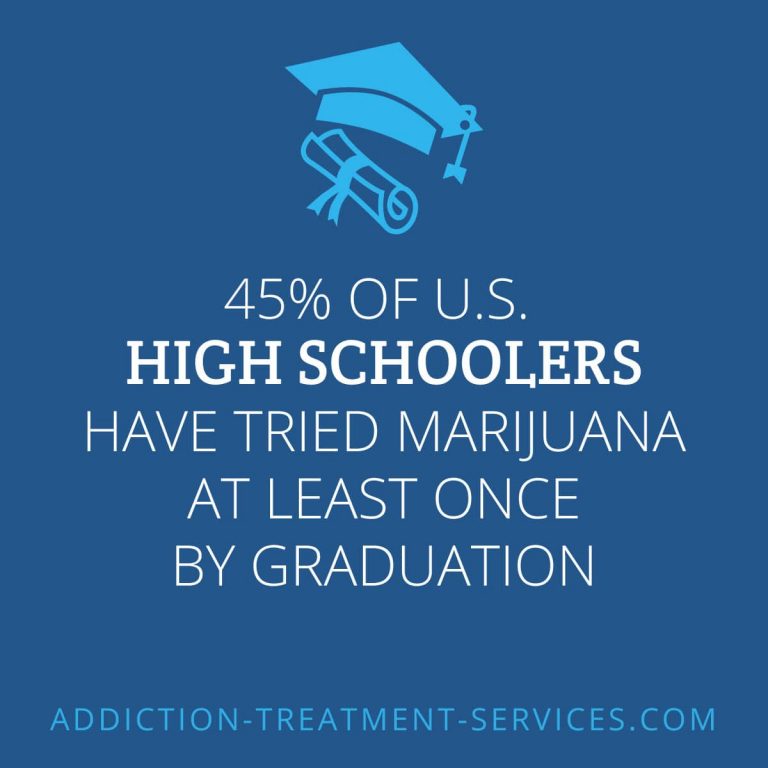 45% OF U.S.
HIGH SCHOOLERS
HAVE TRIED MARIJUANA
AT LEAST ONCE
BY GRADUATION
ADDICTION-TREATMENT-SERVICES.COM